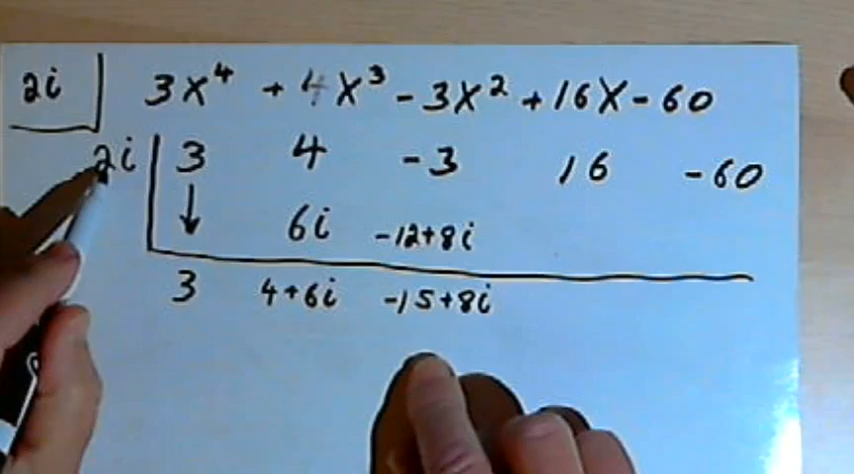 2i 3x⁴ + 4x³ - 3x² + 16x - 60
2i 3 4 -3 16 -60
↓ 6i -12+8i
3 4+6i -15+8i